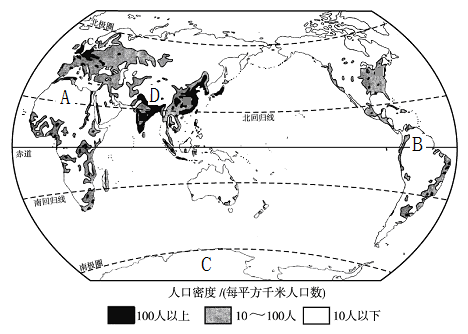 北极圈
C
A
D
北回归线
赤道
B
南回归线
南极圈
C
人口密度/(每平方千米人口数)
100人以上
10～100人
10人以下